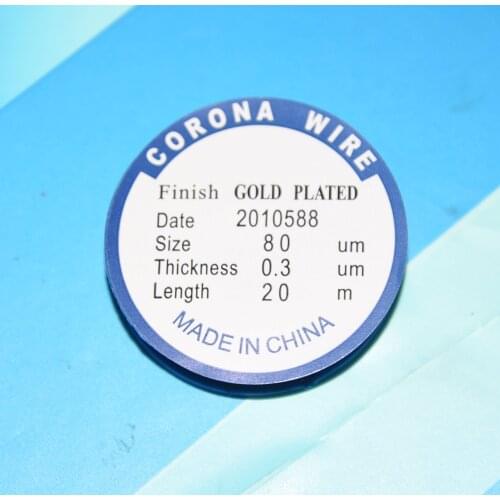 CORONA WIRE
Finish GOLD PLATED
Date 2010588
Size 80 um
Thickness 0.3 um
Length 20 m
MADE IN CHINA